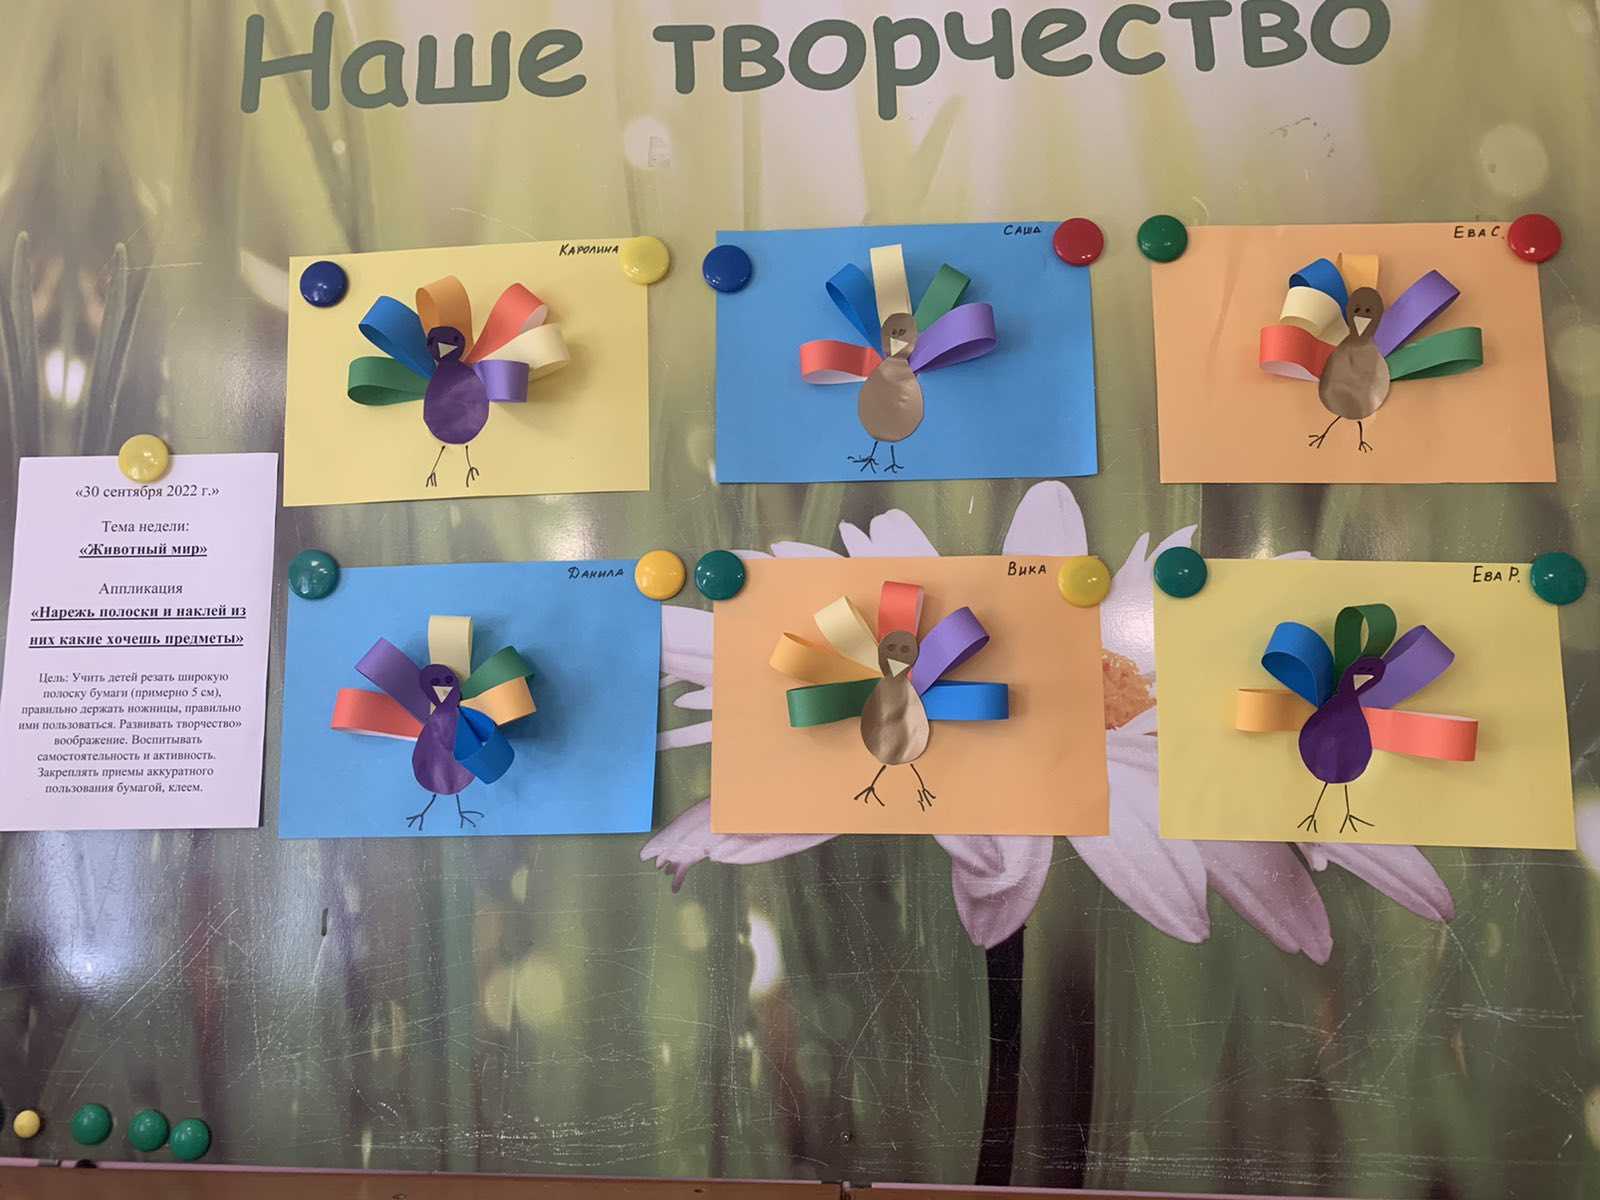 Наше творчество
Каролина
Саша
Ева С.
«30 сентября 2022 г.»
Тема недели:
«Животный мир»
Аппликация
«Нарежь полоски и наклей из
них какие хочешь предметы»
Цель: Учить детей резать широкую
полоску бумаги (примерно 5 см),
правильно держать ножницы, правильно
ими пользоваться. Развивать творчество»
воображение. Воспитывать
самостоятельность и активность.
Закреплять приемы аккуратного
пользования бумагой, клеем.
Данила
Вика
Ева Р.